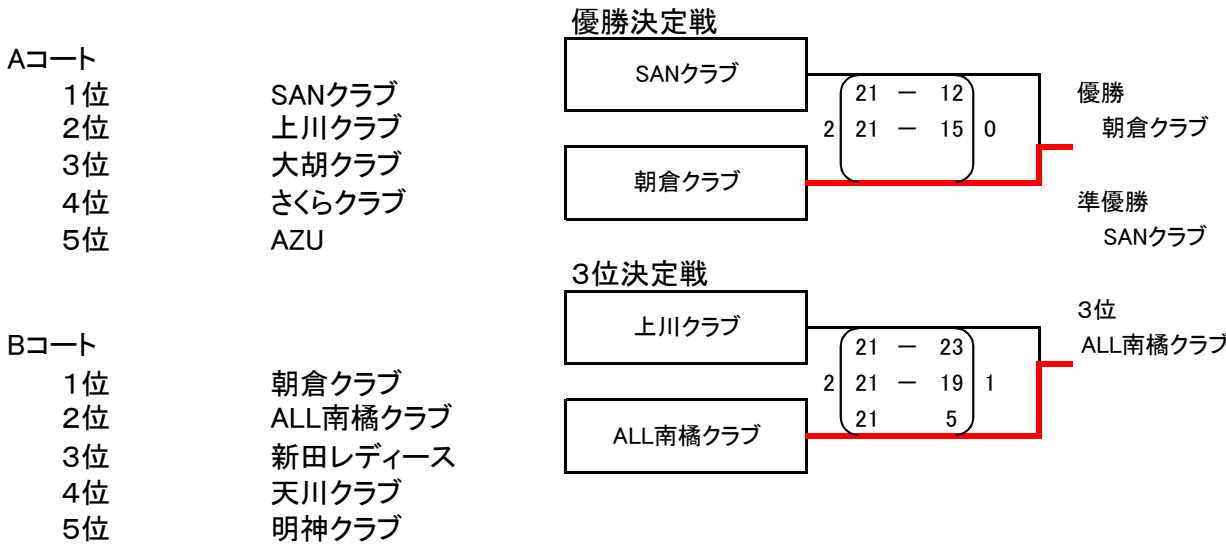 Aコート
１位 SANクラブ
２位 上川クラブ
３位 大胡クラブ
４位 さくらクラブ
５位 AZU
Bコート
１位 朝倉クラブ
２位 ALL南橘クラブ
３位 新田レディース
４位 天川クラブ
５位 明神クラブ
優勝決定戦
SANクラブ
21 － 12
2 21 － 15 0
朝倉クラブ
優勝
朝倉クラブ
準優勝
SANクラブ
３位決定戦
上川クラブ
21 － 23
2 21 － 19 1
21 5
ALL南橘クラブ
３位
ALL南橘クラブ